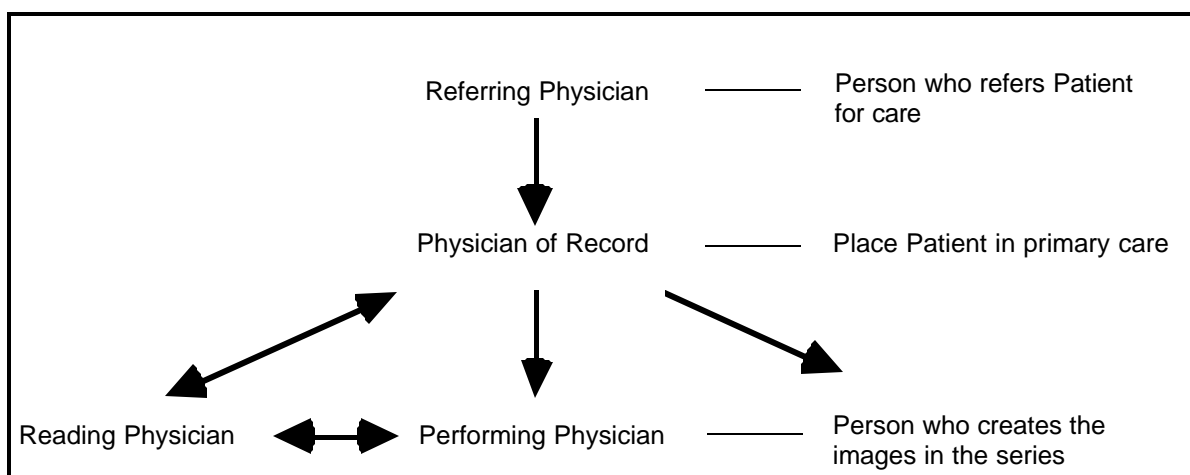 Referring Physician
Person who refers Patient
for care
Physician of Record
Place Patient in primary care
Reading Physician
Performing Physician
Person who creates the
images in the series